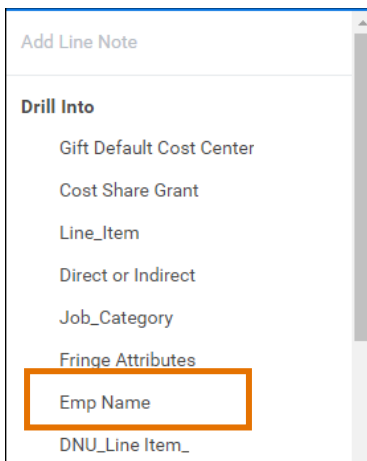 Add Line Note
Drill Into
Gift Default Cost Center
Cost Share Grant
Line_Item
Direct or Indirect
Job_Category
Fringe Attributes
Emp Name
DNU_Line Item_